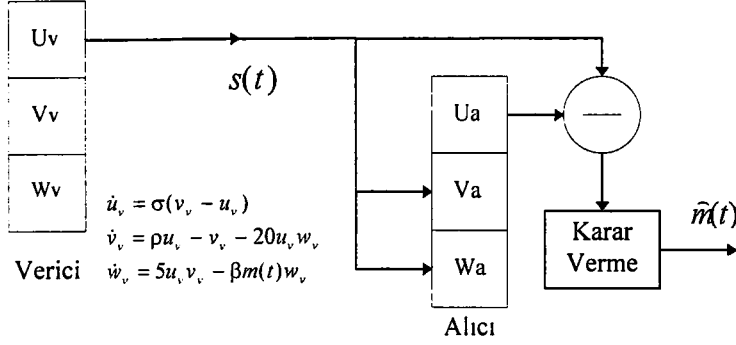 Uv
Vv
Wv
Verici
s(t)
u̇ᵥ = σ(vᵥ − uᵥ)
v̇ᵥ = ρuᵥ − vᵥ − 20uᵥwᵥ
ẇᵥ = 5uᵥvᵥ − βm(t)wᵥ
Ua
Va
Wa
Alıcı
Karar
Verme
m̂(t)